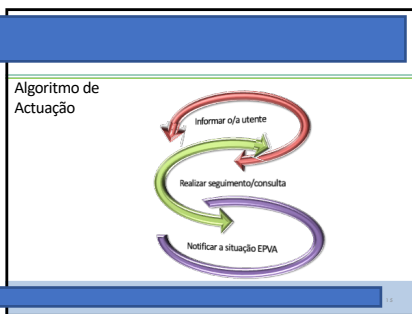 Algoritmo de
Actuação
Informar o/a utente
Realizar seguimento/consulta
Notificar a situação EPVA